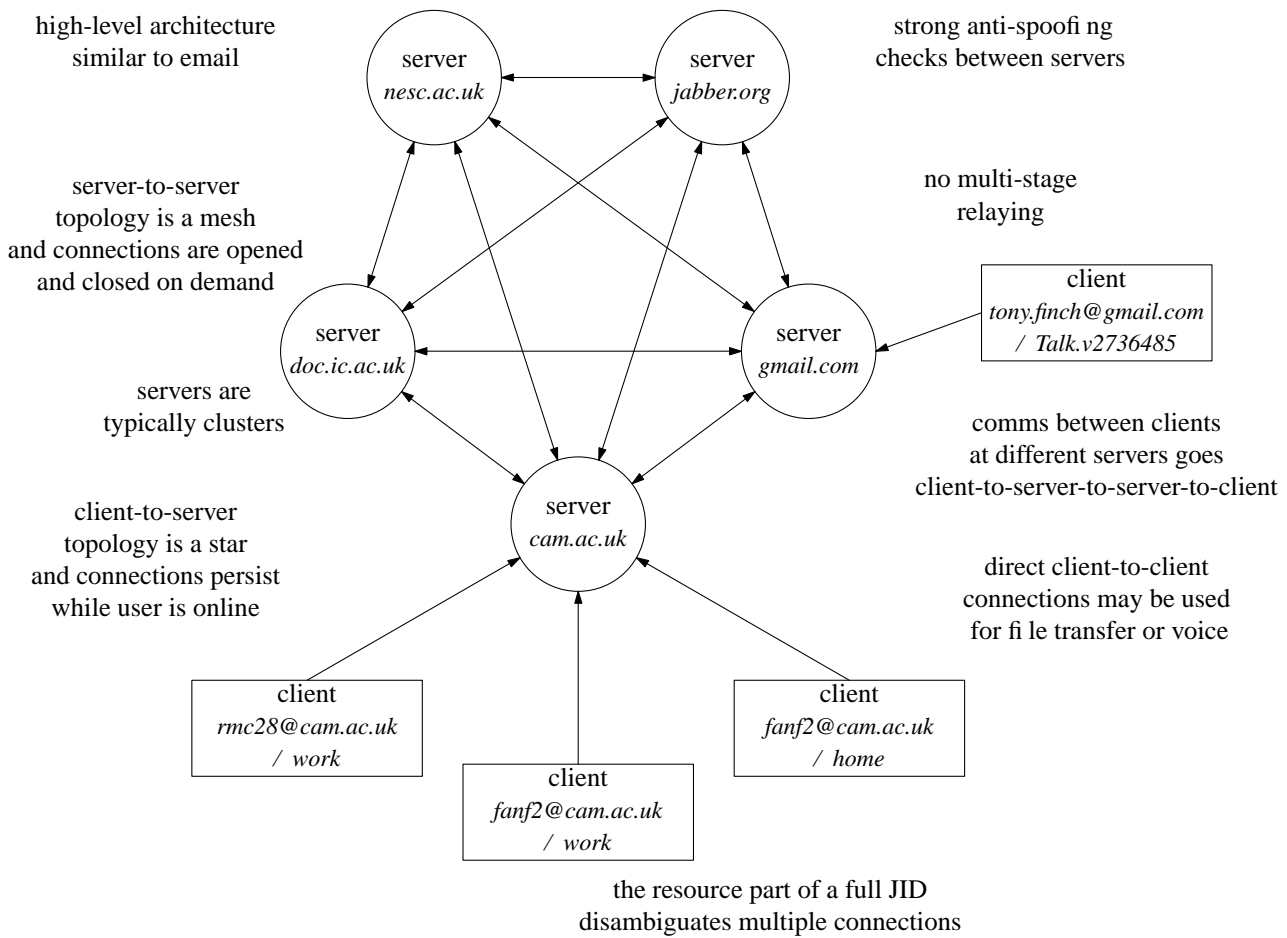 high-level architecture
similar to email
server
nesc.ac.uk
server
jabber.org
strong anti-spoofi ng
checks between servers
server-to-server
topology is a mesh
and connections are opened
and closed on demand
no multi-stage
relaying
client
tony.finch@gmail.com
/ Talk.v2736485
server
doc.ic.ac.uk
server
gmail.com
servers are
typically clusters
comms between clients
at different servers goes
client-to-server-to-server-to-client
server
cam.ac.uk
client-to-server
topology is a star
and connections persist
while user is online
direct client-to-client
connections may be used
for fi le transfer or voice
client
rmc28@cam.ac.uk
/ work
client
fanf2@cam.ac.uk
/ work
client
fanf2@cam.ac.uk
/ home
the resource part of a full JID
disambiguates multiple connections